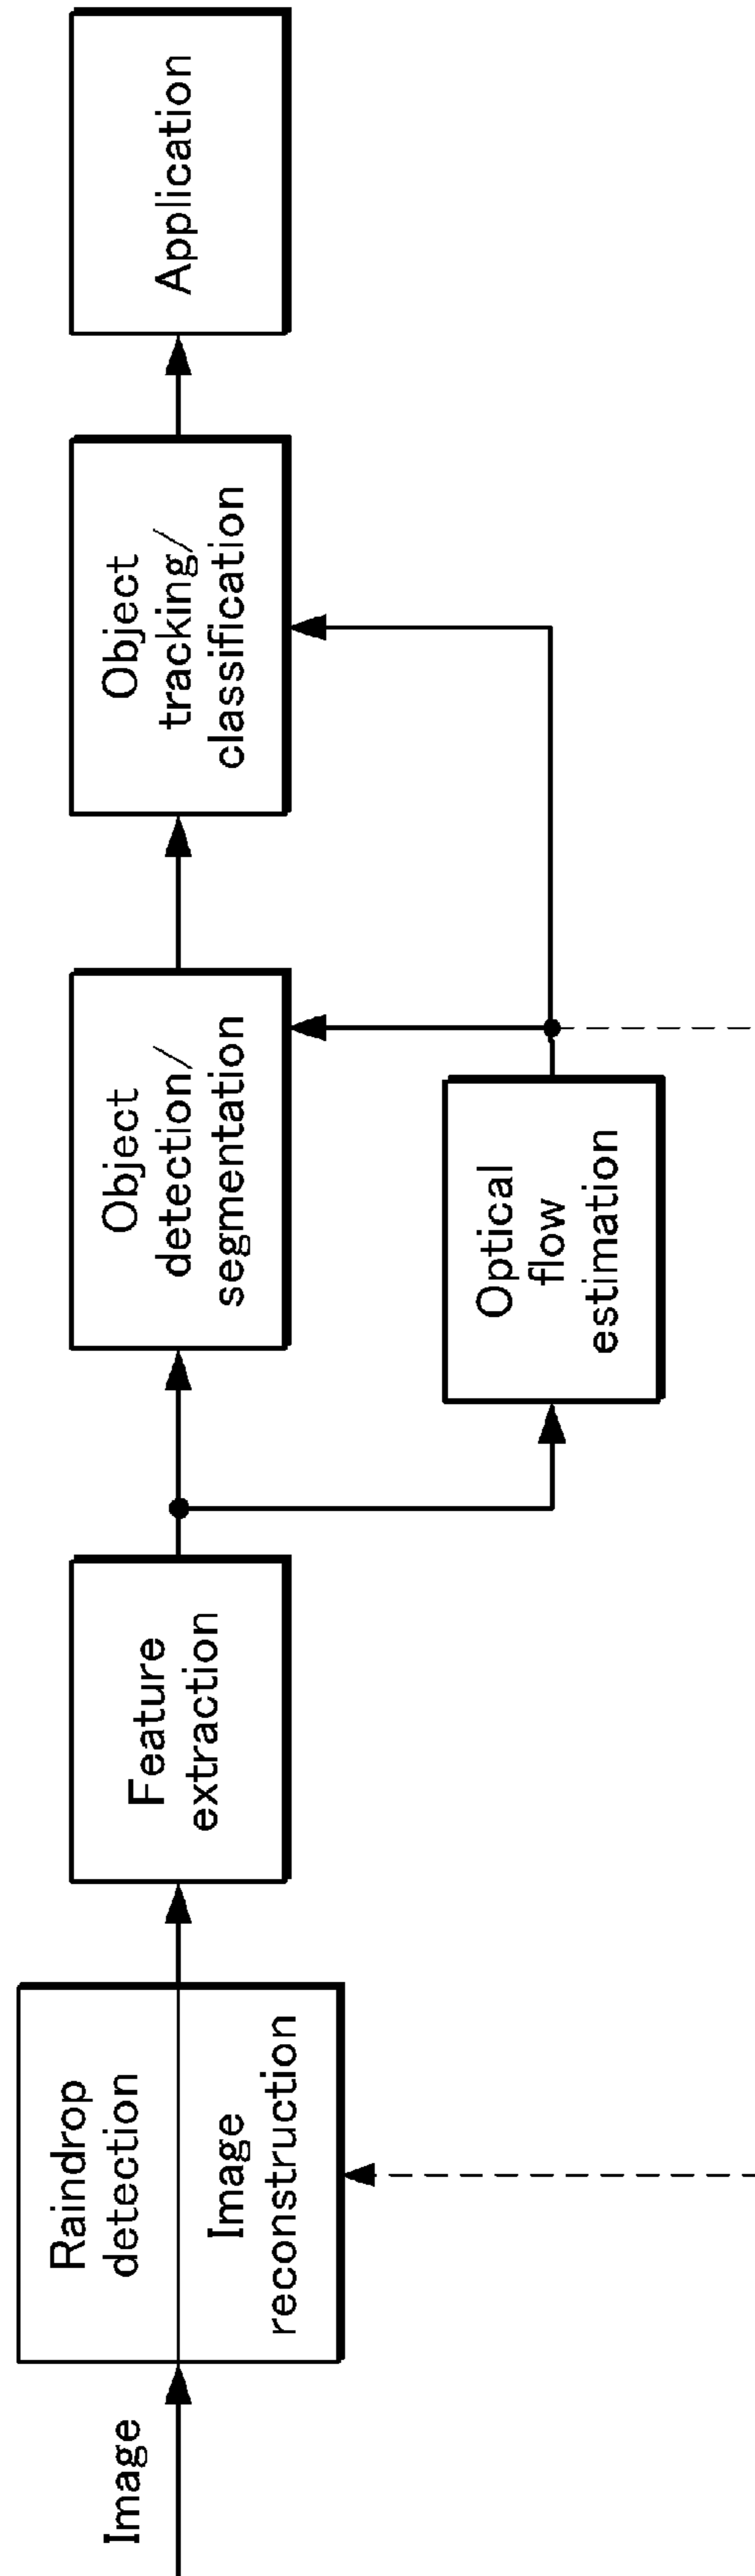 Image
Raindrop
detection
Image
reconstruction
Feature
extraction
Object
detection/
segmentation
Optical
flow
estimation
Object
tracking/
classification
Application